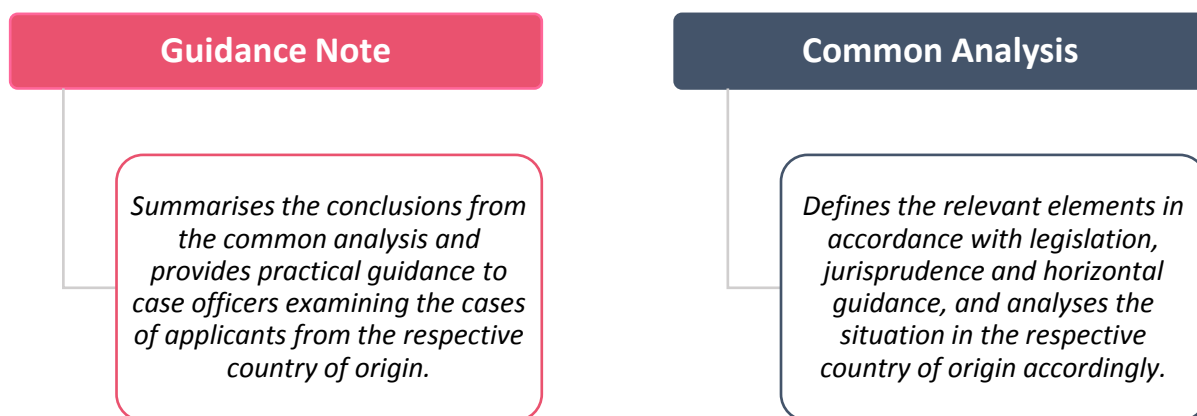 Guidance Note
Summarises the conclusions from
the common analysis and
provides practical guidance to
case officers examining the cases
of applicants from the respective
country of origin.
Common Analysis
Defines the relevant elements in
accordance with legislation,
jurisprudence and horizontal
guidance, and analyses the
situation in the respective
country of origin accordingly.